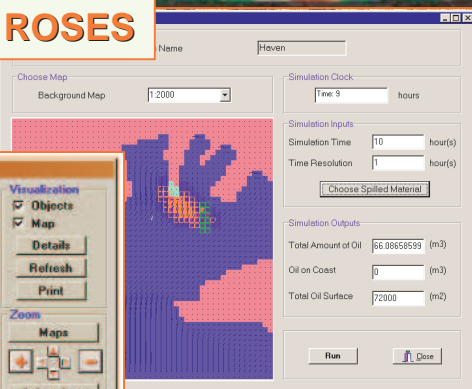 ROSES
n Name
Haven
Choose Map
Background Map
1:2000
Simulation Clock
Time: 9
hours
Simulation Inputs
Simulation Time
10
hour(s)
Time Resolution
1
hour(s)
Choose Spilled Material
Simulation Outputs
Total Amount of Oil
66.08658599
(m3)
Oil on Coast
0
(m3)
Total Oil Surface
72000
(m2)
Run
Close
Visualization
Objects
Map
Details
Refresh
Print
Zoom
Maps